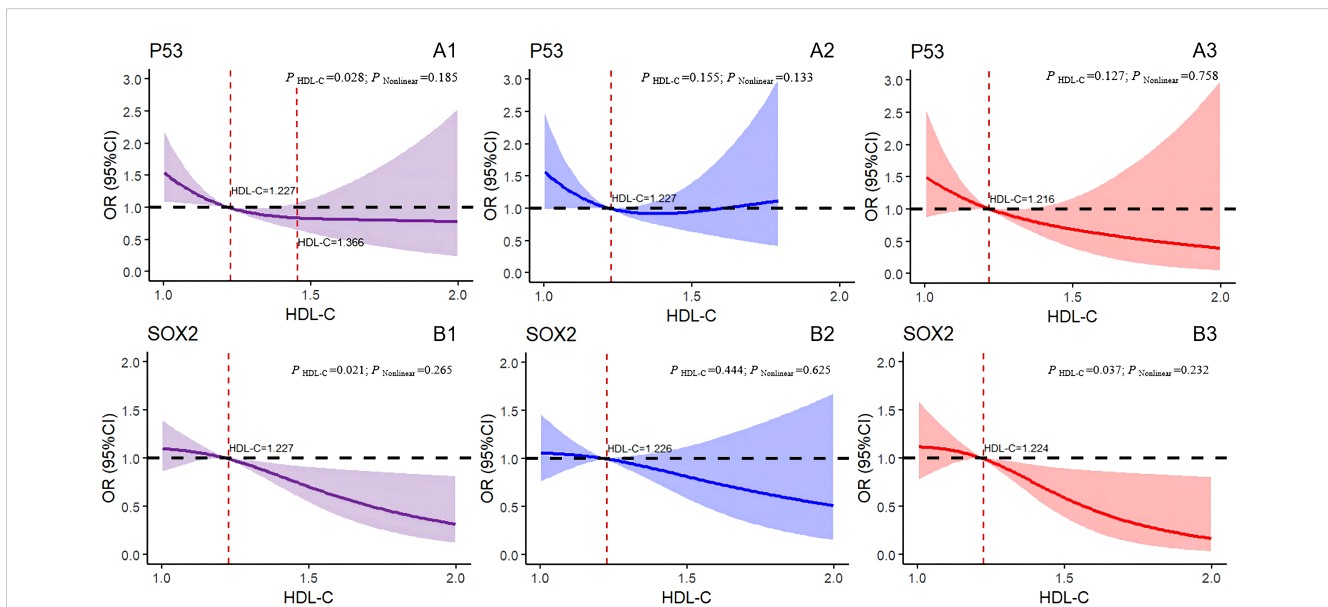 P53 A1
P HDL-C =0.028; P Nonlinear =0.185
3.0
2.5
2.0
1.5
1.0
0.5
0.0
OR (95%CI)
HDL-C=1.227
HDL-C=1.366
1.0 1.5 2.0
HDL-C
P53 A2
P HDL-C =0.155; P Nonlinear =0.133
3.0
2.5
2.0
1.5
1.0
0.5
0.0
OR (95%CI)
HDL-C=1.227
1.0 1.5 2.0
HDL-C
P53 A3
P HDL-C =0.127; P Nonlinear =0.758
3.0
2.5
2.0
1.5
1.0
0.5
0.0
OR (95%CI)
HDL-C=1.216
1.0 1.5 2.0
HDL-C
SOX2 B1
P HDL-C =0.021; P Nonlinear =0.265
2.0
1.5
1.0
0.5
0.0
OR (95%CI)
HDL-C=1.227
1.0 1.5 2.0
HDL-C
SOX2 B2
P HDL-C =0.444; P Nonlinear =0.625
2.0
1.5
1.0
0.5
0.0
OR (95%CI)
HDL-C=1.226
1.0 1.5 2.0
HDL-C
SOX2 B3
P HDL-C =0.037; P Nonlinear =0.232
2.0
1.5
1.0
0.5
0.0
OR (95%CI)
HDL-C=1.224
1.0 1.5 2.0
HDL-C